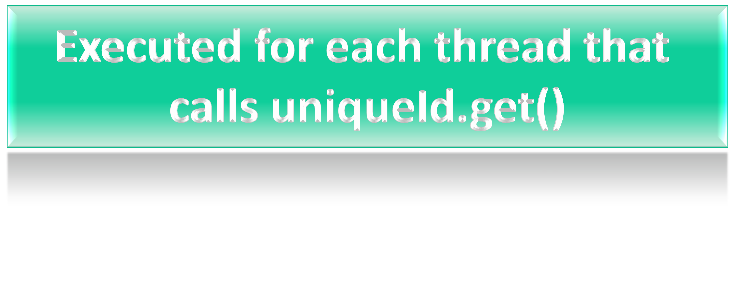 Executed for each thread that
calls uniqueId.get()